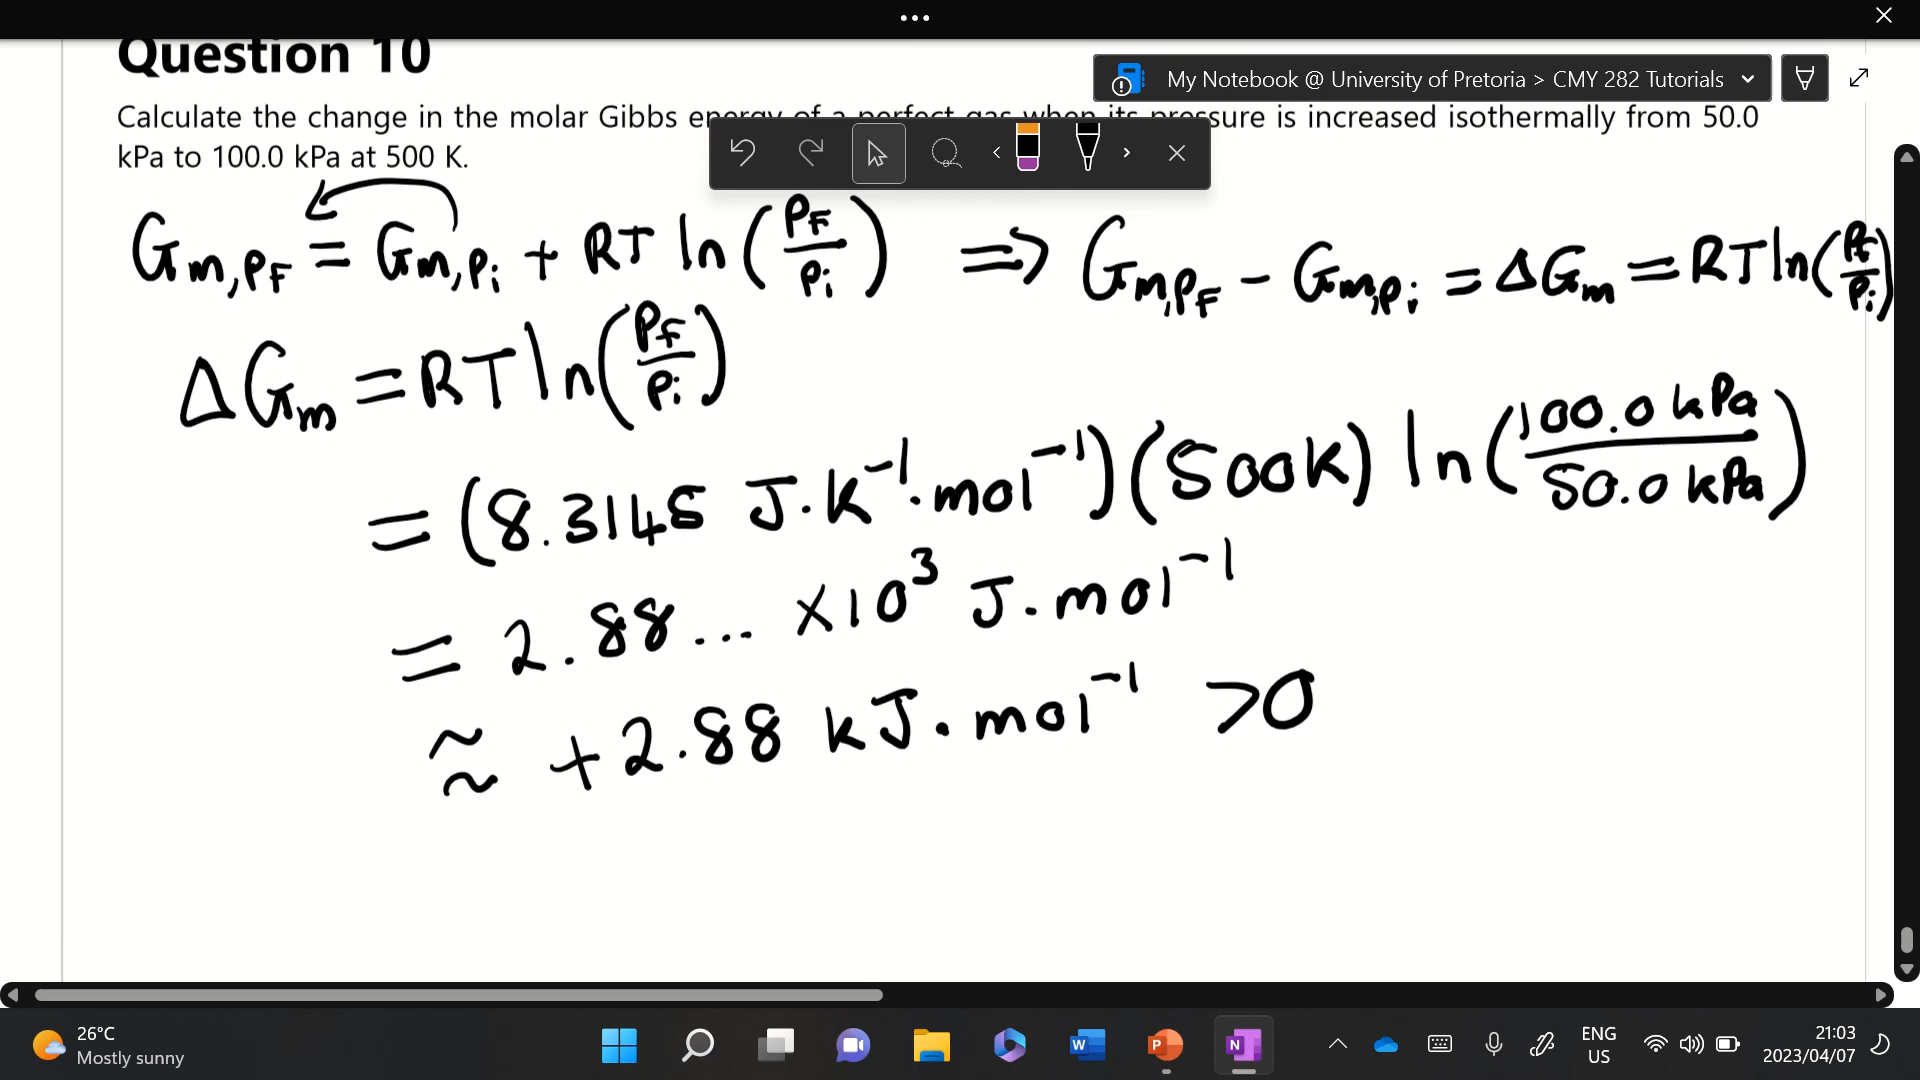 Question 10
My Notebook @ University of Pretoria > CMY 282 Tutorials
Calculate the change in the molar Gibbs energy of a perfect gas when its pressure is increased isothermally from 50.0
kPa to 100.0 kPa at 500 K.
Gm,PF = Gm,Pi + RT ln(PF/Pi) ⇒ Gm,PF − Gm,Pi = ΔGm = RT ln(Pf/Pi)
ΔGm = RT ln(Pf/Pi)
= (8.3145 J·K⁻¹·mol⁻¹)(500K) ln(100.0 kPa/50.0 kPa)
= 2.88... ×10³ J·mol⁻¹
≈ +2.88 kJ·mol⁻¹ >0
26°C
Mostly sunny
ENG
US
21:03
2023/04/07